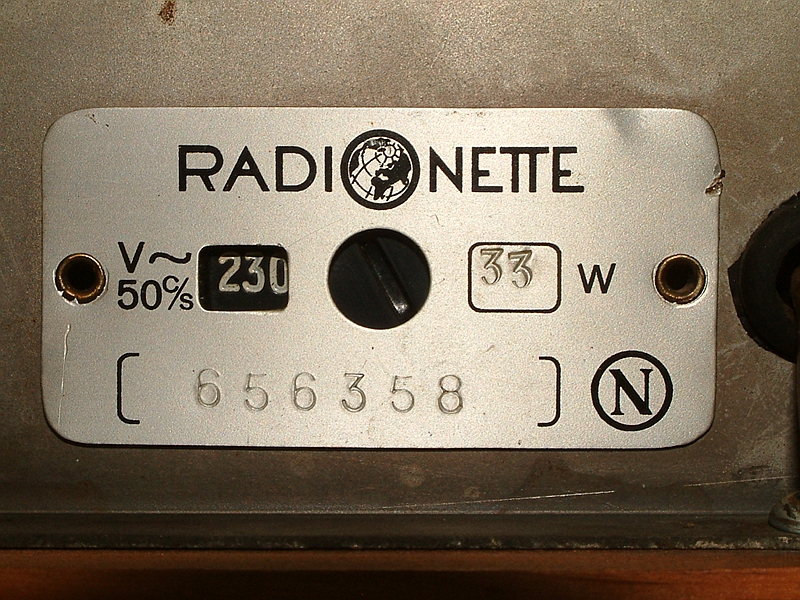 RADIONETTE
V~ 230 33 W
50 c/s
[ 656358 ] N